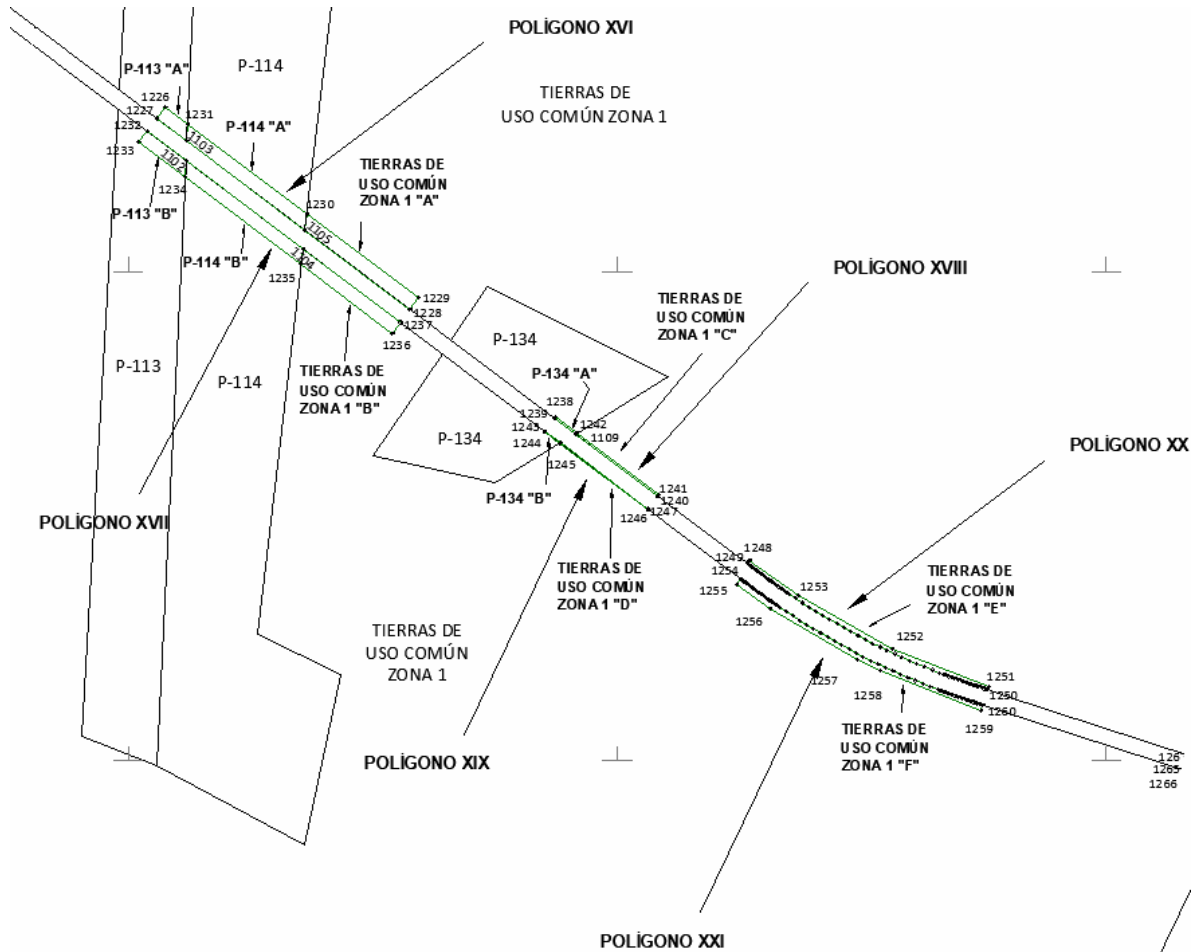 POLÍGONO XVI
P-114
P-113 "A"
1226
1227
1231
1232
1233
1103
P-114 "A"
TIERRAS DE
USO COMÚN ZONA 1
1102
1234
TIERRAS DE
USO COMÚN
ZONA 1 "A"
P-113 "B"
1230
1105
P-114 "B"
1104
1235
POLÍGONO XVIII
1229
1228
1237
1236
TIERRAS DE
USO COMÚN
ZONA 1 "C"
P-134
P-113
P-114
TIERRAS DE
USO COMÚN
ZONA 1 "B"
P-134 "A"
1238
1239
1242
1243
1109
1244
P-134
1245
POLÍGONO XX
P-134 "B"
1241
1240
1246
1247
POLÍGONO XVII
1248
1249
1254
1255
TIERRAS DE
USO COMÚN
ZONA 1 "D"
1253
TIERRAS DE
USO COMÚN
ZONA 1 "E"
1256
TIERRAS DE
USO COMÚN
ZONA 1
1252
1257
1258
1251
1250
1260
1259
TIERRAS DE
USO COMÚN
ZONA 1 "F"
POLÍGONO XIX
126
1265
1266
POLÍGONO XXI